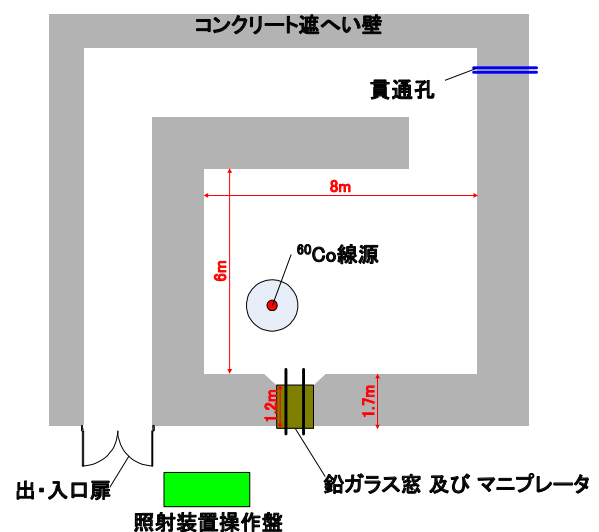 コンクリート遮へい壁
貫通孔
8m
6m
⁶⁰Co線源
1.2m
1.7m
鉛ガラス窓 及び マニプレータ
出・入口扉
照射装置操作盤